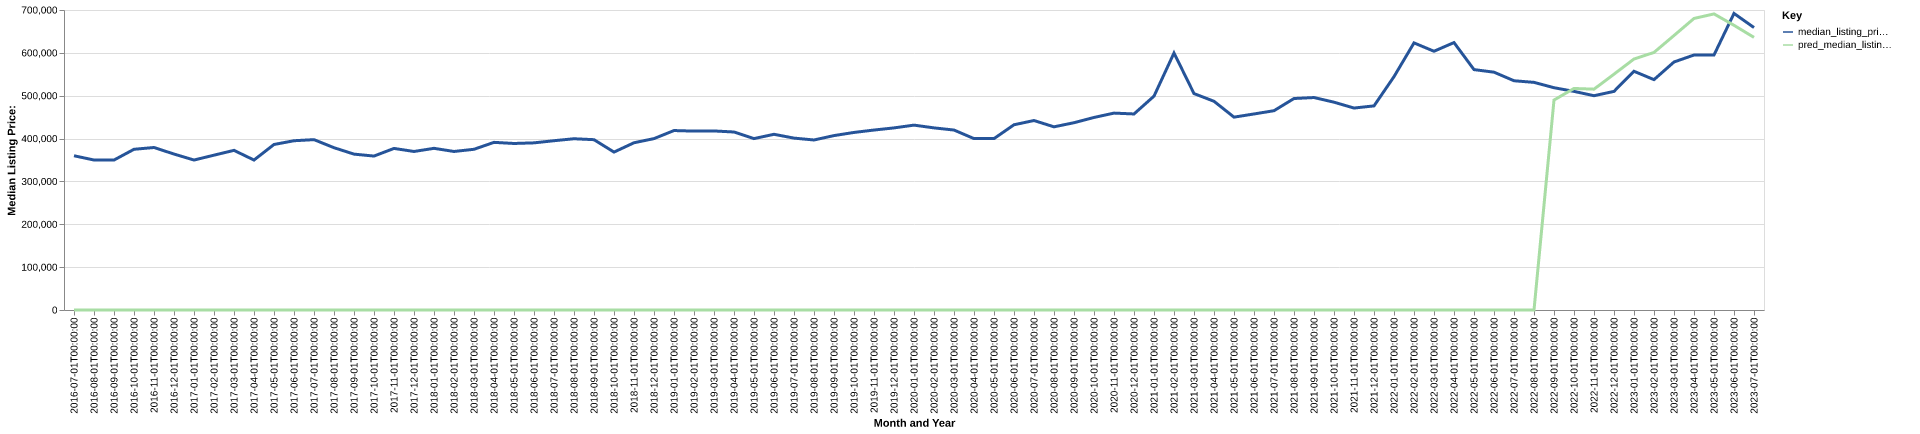 700,000
600,000
500,000
400,000
300,000
200,000
100,000
0
Median Listing Price:
2016-07-01T00:00:00
2016-08-01T00:00:00
2016-09-01T00:00:00
2016-10-01T00:00:00
2016-11-01T00:00:00
2016-12-01T00:00:00
2017-01-01T00:00:00
2017-02-01T00:00:00
2017-03-01T00:00:00
2017-04-01T00:00:00
2017-05-01T00:00:00
2017-06-01T00:00:00
2017-07-01T00:00:00
2017-08-01T00:00:00
2017-09-01T00:00:00
2017-10-01T00:00:00
2017-11-01T00:00:00
2017-12-01T00:00:00
2018-01-01T00:00:00
2018-02-01T00:00:00
2018-03-01T00:00:00
2018-04-01T00:00:00
2018-05-01T00:00:00
2018-06-01T00:00:00
2018-07-01T00:00:00
2018-08-01T00:00:00
2018-09-01T00:00:00
2018-10-01T00:00:00
2018-11-01T00:00:00
2018-12-01T00:00:00
2019-01-01T00:00:00
2019-02-01T00:00:00
2019-03-01T00:00:00
2019-04-01T00:00:00
2019-05-01T00:00:00
2019-06-01T00:00:00
2019-07-01T00:00:00
2019-08-01T00:00:00
2019-09-01T00:00:00
2019-10-01T00:00:00
2019-11-01T00:00:00
2019-12-01T00:00:00
2020-01-01T00:00:00
2020-02-01T00:00:00
2020-03-01T00:00:00
2020-04-01T00:00:00
2020-05-01T00:00:00
2020-06-01T00:00:00
2020-07-01T00:00:00
2020-08-01T00:00:00
2020-09-01T00:00:00
2020-10-01T00:00:00
2020-11-01T00:00:00
2020-12-01T00:00:00
2021-01-01T00:00:00
2021-02-01T00:00:00
2021-03-01T00:00:00
2021-04-01T00:00:00
2021-05-01T00:00:00
2021-06-01T00:00:00
2021-07-01T00:00:00
2021-08-01T00:00:00
2021-09-01T00:00:00
2021-10-01T00:00:00
2021-11-01T00:00:00
2021-12-01T00:00:00
2022-01-01T00:00:00
2022-02-01T00:00:00
2022-03-01T00:00:00
2022-04-01T00:00:00
2022-05-01T00:00:00
2022-06-01T00:00:00
2022-07-01T00:00:00
2022-08-01T00:00:00
2022-09-01T00:00:00
2022-10-01T00:00:00
2022-11-01T00:00:00
2022-12-01T00:00:00
2023-01-01T00:00:00
2023-02-01T00:00:00
2023-03-01T00:00:00
2023-04-01T00:00:00
2023-05-01T00:00:00
2023-06-01T00:00:00
2023-07-01T00:00:00
Month and Year
Key
median_listing_pri…
pred_median_listin…